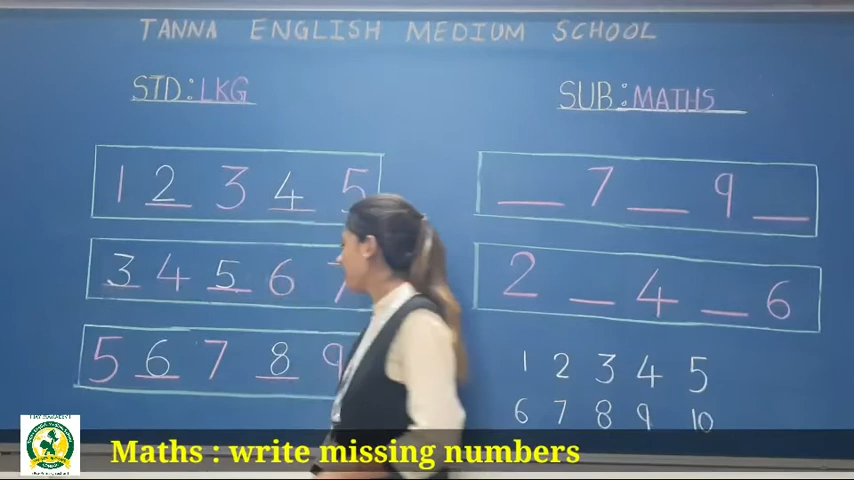 TANNA ENGLISH MEDIUM SCHOOL
STD: LKG
SUB: MATHS
1 2 3 4 5
3 4 5 6 7
5 6 7 8 9
_ 7 _ 9 _
2 _ 4 _ 6
1 2 3 4 5
6 7 8 9 10
Maths : write missing numbers